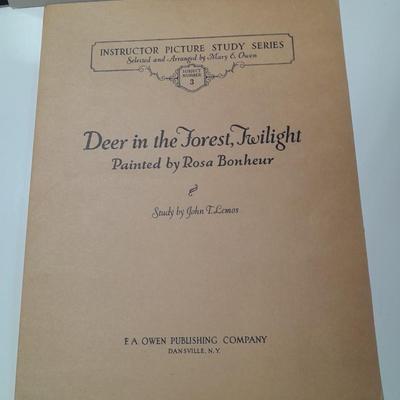 INSTRUCTOR PICTURE STUDY SERIES
Selected and Arranged by Mary E. Owen
SUBJECT
NUMBER
3
Deer in the Forest, Twilight
Painted by Rosa Bonheur
Study by John T. Lemos
F. A. OWEN PUBLISHING COMPANY
DANSVILLE, N.Y.